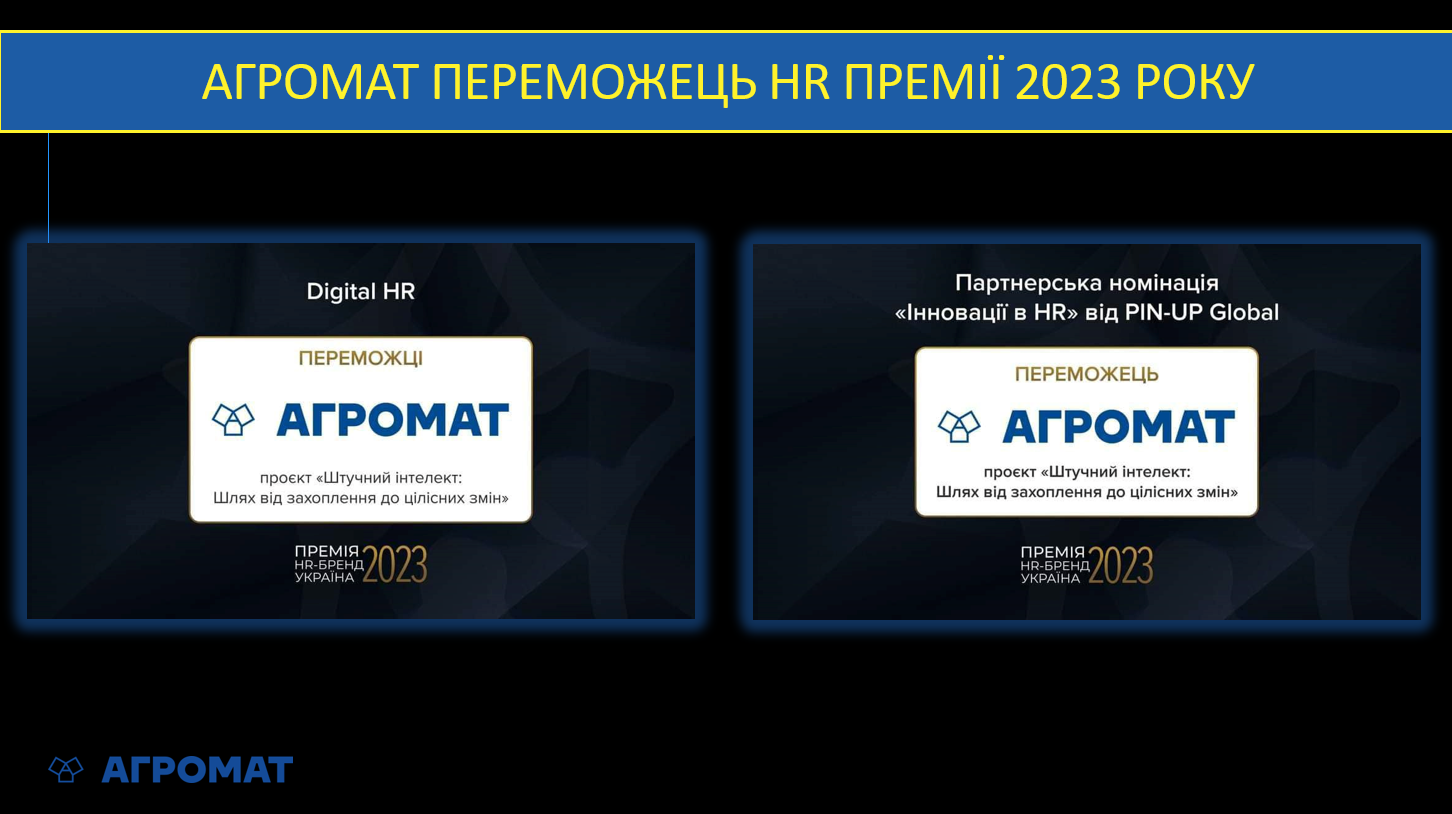 АГРОМАТ ПЕРЕМОЖЕЦЬ HR ПРЕМІЇ 2023 РОКУ
Digital HR
ПЕРЕМОЖЦІ
АГРОМАТ
проєкт «Штучний інтелект:
Шлях від захоплення до цілісних змін»
ПРЕМІЯ
HR-БРЕНД
УКРАЇНА
2023
Партнерська номінація
«Інновації в HR» від PIN-UP Global
ПЕРЕМОЖЕЦЬ
АГРОМАТ
проєкт «Штучний інтелект:
Шлях від захоплення до цілісних змін»
ПРЕМІЯ
HR-БРЕНД
УКРАЇНА
2023
АГРОМАТ